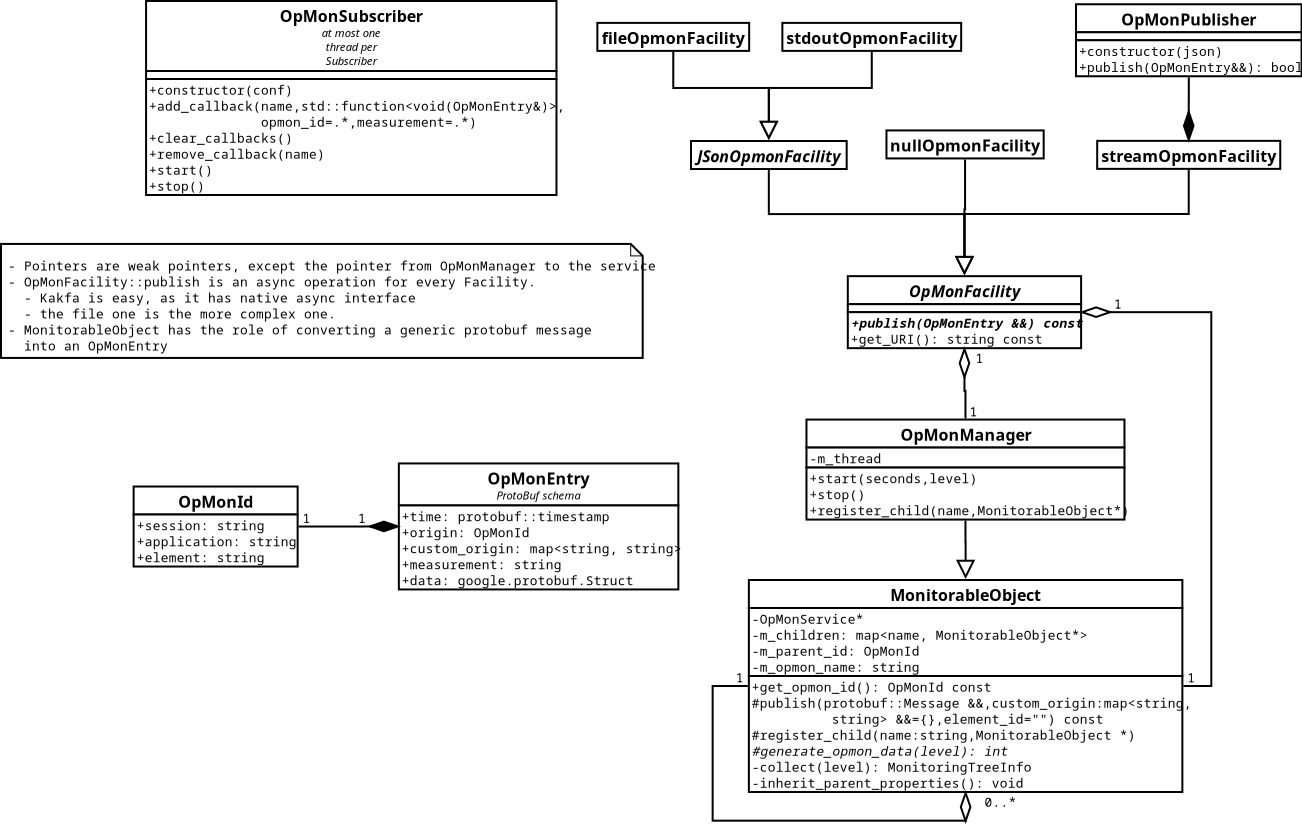 OpMonSubscriber
at most one
thread per
Subscriber
+constructor(conf)
+add_callback(name,std::function<void(OpMonEntry&)>,
opmon_id=.*,measurement=.*)
+clear_callbacks()
+remove_callback(name)
+start()
+stop()
fileOpmonFacility
stdoutOpmonFacility
OpMonPublisher
+constructor(json)
+publish(OpMonEntry&&): bool
JSonOpmonFacility
nullOpmonFacility
streamOpmonFacility
- Pointers are weak pointers, except the pointer from OpMonManager to the service
- OpMonFacility::publish is an async operation for every Facility.
- Kakfa is easy, as it has native async interface
- the file one is the more complex one.
- MonitorableObject has the role of converting a generic protobuf message
into an OpMonEntry
OpMonFacility
+publish(OpMonEntry &&) const
+get_URI(): string const
1
1
1
OpMonManager
-m_thread
+start(seconds,level)
+stop()
+register_child(name,MonitorableObject*)
OpMonId
+session: string
+application: string
+element: string
1
1
OpMonEntry
ProtoBuf schema
+time: protobuf::timestamp
+origin: OpMonId
+custom_origin: map<string, string>
+measurement: string
+data: google.protobuf.Struct
MonitorableObject
-OpMonService*
-m_children: map<name, MonitorableObject*>
-m_parent_id: OpMonId
-m_opmon_name: string
1
1
+get_opmon_id(): OpMonId const
#publish(protobuf::Message &&,custom_origin:map<string,
string> &&={},element_id="") const
#register_child(name:string,MonitorableObject *)
#generate_opmon_data(level): int
-collect(level): MonitoringTreeInfo
-inherit_parent_properties(): void
0..*